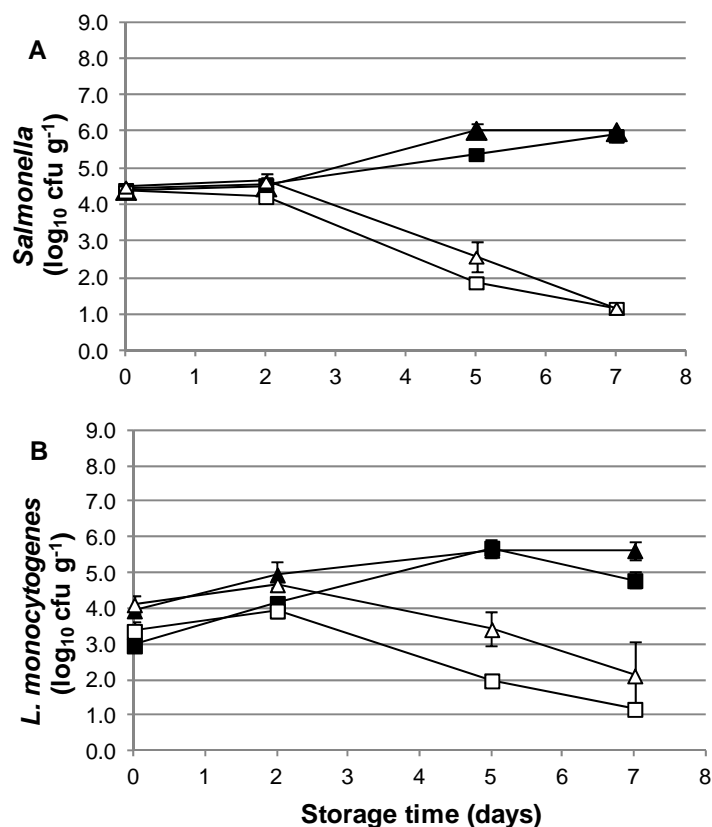 A
Salmonella
(log₁₀ cfu g⁻¹)
9.0
8.0
7.0
6.0
5.0
4.0
3.0
2.0
1.0
0.0
0 1 2 3 4 5 6 7 8
B
L. monocytogenes
(log₁₀ cfu g⁻¹)
9.0
8.0
7.0
6.0
5.0
4.0
3.0
2.0
1.0
0.0
0 1 2 3 4 5 6 7 8
Storage time (days)